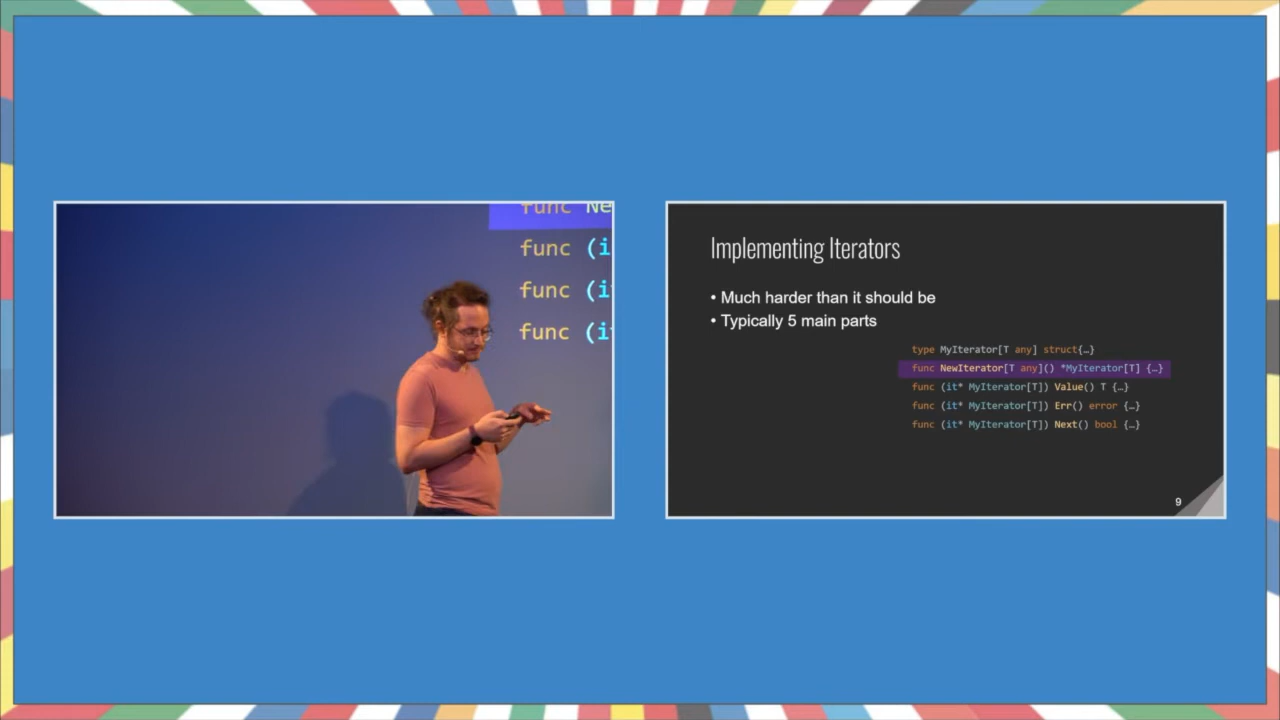 func Ne
func (i
func (i
func (i
Implementing Iterators
• Much harder than it should be
• Typically 5 main parts
type MyIterator[T any] struct{…}
func NewIterator[T any]() *MyIterator[T] {…}
func (it* MyIterator[T]) Value() T {…}
func (it* MyIterator[T]) Err() error {…}
func (it* MyIterator[T]) Next() bool {…}
9